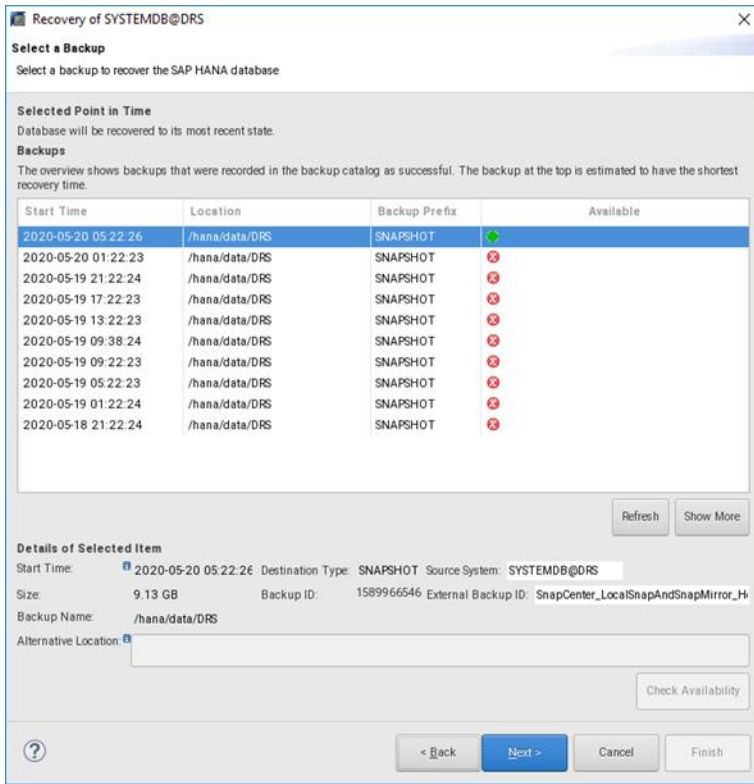 Recovery of SYSTEMDB@DRS
Select a Backup
Select a backup to recover the SAP HANA database
Selected Point in Time
Database will be recovered to its most recent state.
Backups
The overview shows backups that were recorded in the backup catalog as successful. The backup at the top is estimated to have the shortest
recovery time.
Start Time Location Backup Prefix Available
2020-05-20 05:22:26 /hana/data/DRS SNAPSHOT
2020-05-20 01:22:23 /hana/data/DRS SNAPSHOT
2020-05-19 21:22:24 /hana/data/DRS SNAPSHOT
2020-05-19 17:22:23 /hana/data/DRS SNAPSHOT
2020-05-19 13:22:23 /hana/data/DRS SNAPSHOT
2020-05-19 09:38:24 /hana/data/DRS SNAPSHOT
2020-05-19 09:22:23 /hana/data/DRS SNAPSHOT
2020-05-19 05:22:23 /hana/data/DRS SNAPSHOT
2020-05-19 01:22:24 /hana/data/DRS SNAPSHOT
2020-05-18 21:22:24 /hana/data/DRS SNAPSHOT
Refresh Show More
Details of Selected Item
Start Time: 2020-05-20 05:22:26 Destination Type: SNAPSHOT Source System: SYSTEMDB@DRS
Size: 9.13 GB Backup ID: 1589966546 External Backup ID: SnapCenter_LocalSnapAndSnapMirror_H
Backup Name: /hana/data/DRS
Alternative Location:
Check Availability
? < Back Next > Cancel Finish